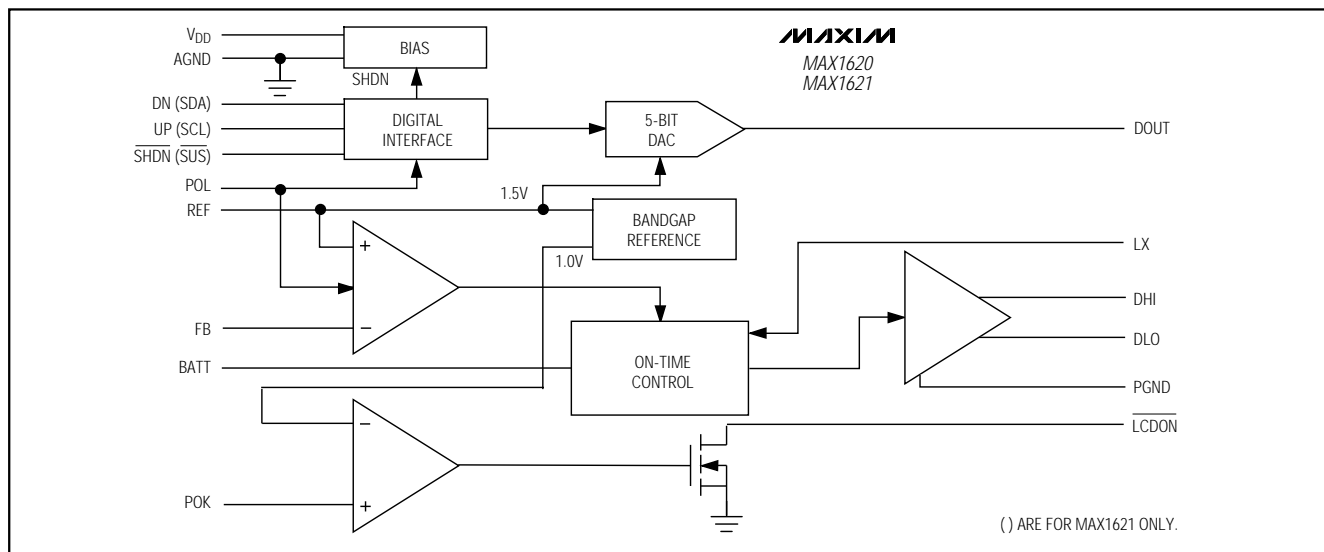 MAXIM
MAX1620
MAX1621
VDD
AGND
BIAS
SHDN
DN (SDA)
UP (SCL)
SHDN (SUS)
DIGITAL
INTERFACE
5-BIT
DAC
DOUT
POL
REF
1.5V
BANDGAP
REFERENCE
1.0V
LX
+
−
FB
BATT
ON-TIME
CONTROL
DHI
DLO
PGND
LCDON
−
+
POK
( ) ARE FOR MAX1621 ONLY.